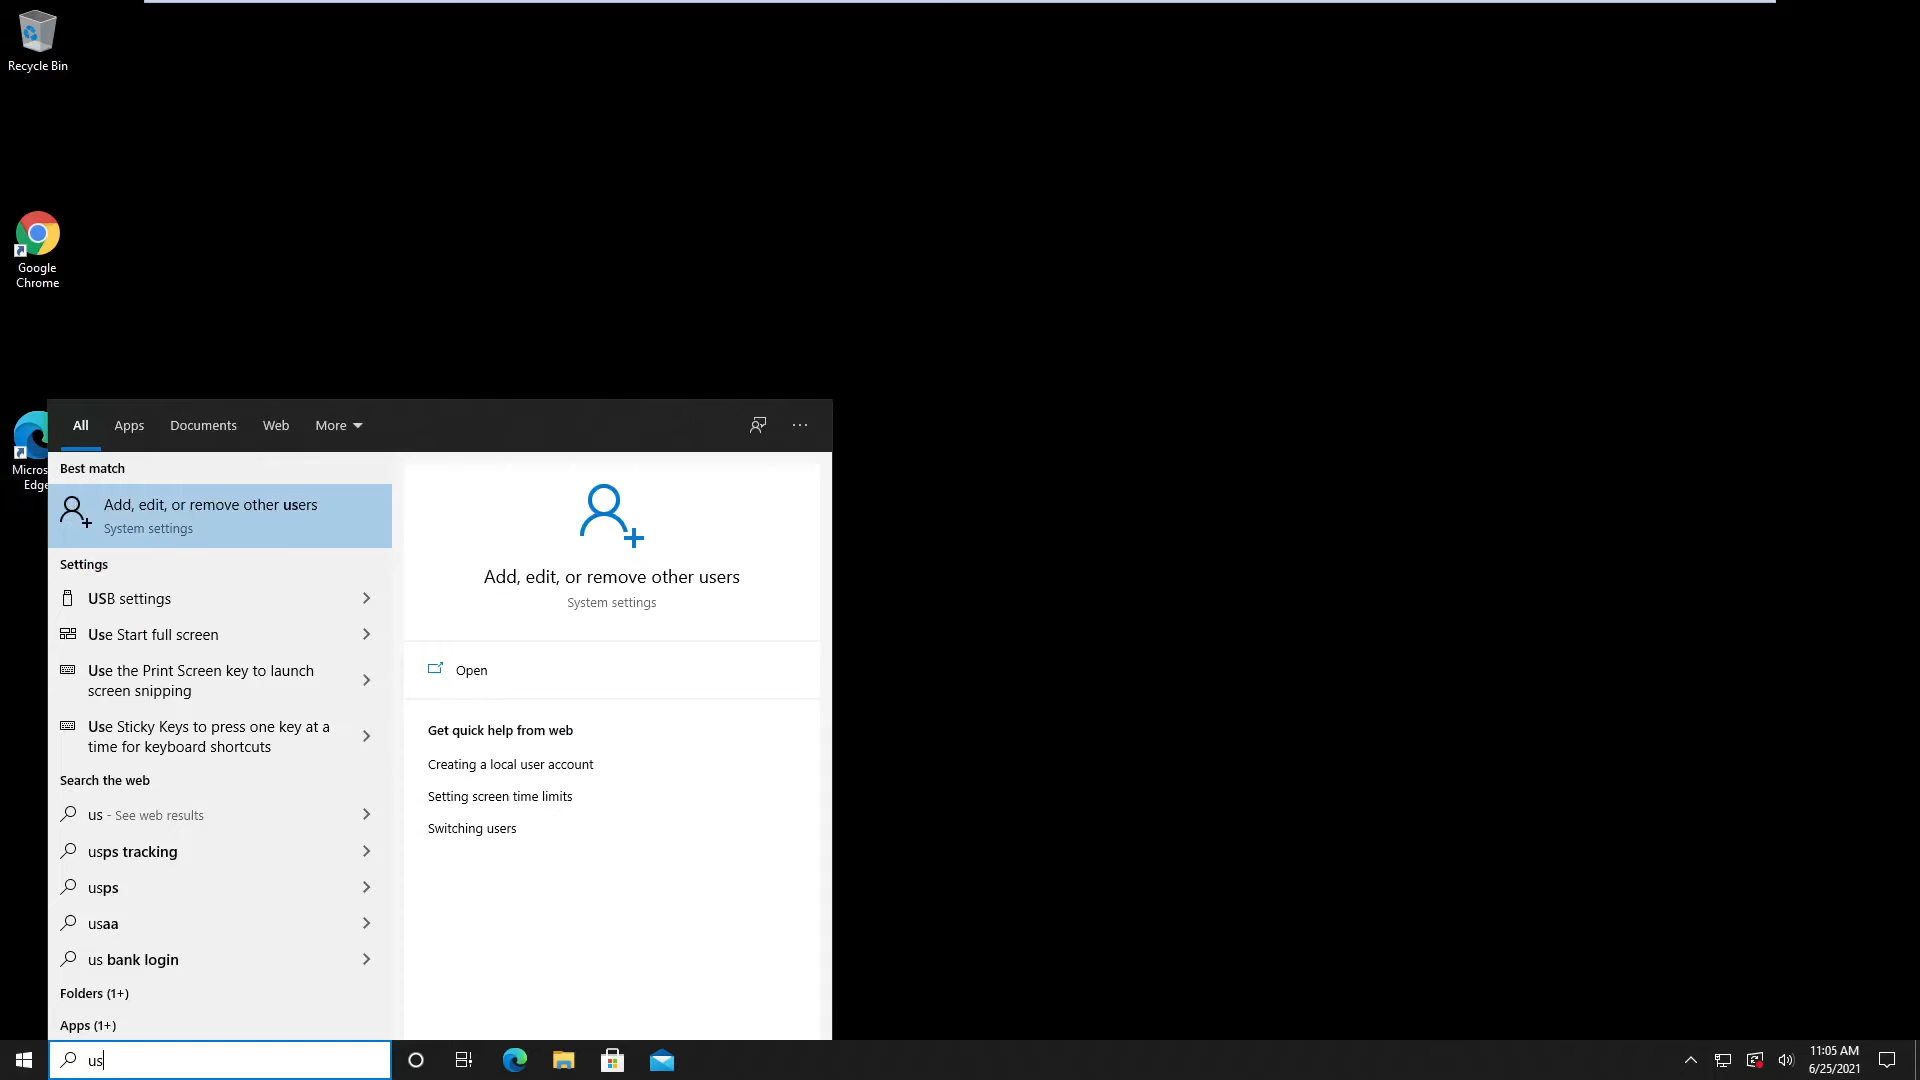 Recycle Bin
Google
Chrome
Micros
Edge
All Apps Documents Web More
Best match
Add, edit, or remove other users
System settings
Settings
USB settings
Use Start full screen
Use the Print Screen key to launch
screen snipping
Use Sticky Keys to press one key at a
time for keyboard shortcuts
Search the web
us - See web results
usps tracking
usps
usaa
us bank login
Folders (1+)
Apps (1+)
Add, edit, or remove other users
System settings
Open
Get quick help from web
Creating a local user account
Setting screen time limits
Switching users
us
11:05 AM
6/25/2021